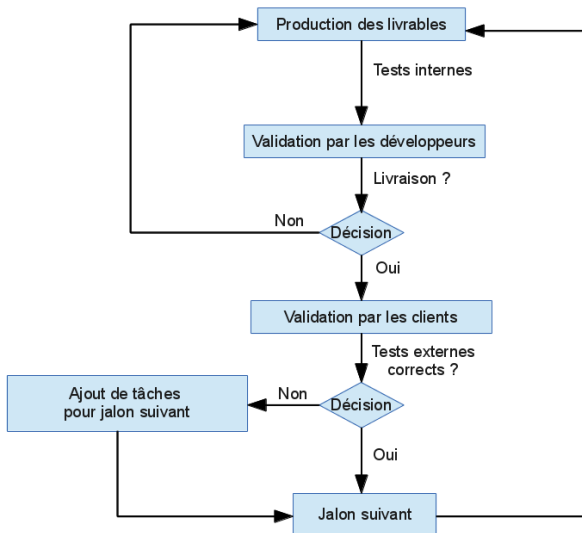 Production des livrables
Tests internes
Validation par les développeurs
Livraison ?
Non
Décision
Oui
Validation par les clients
Tests externes
corrects ?
Ajout de tâches
pour jalon suivant
Non
Décision
Oui
Jalon suivant